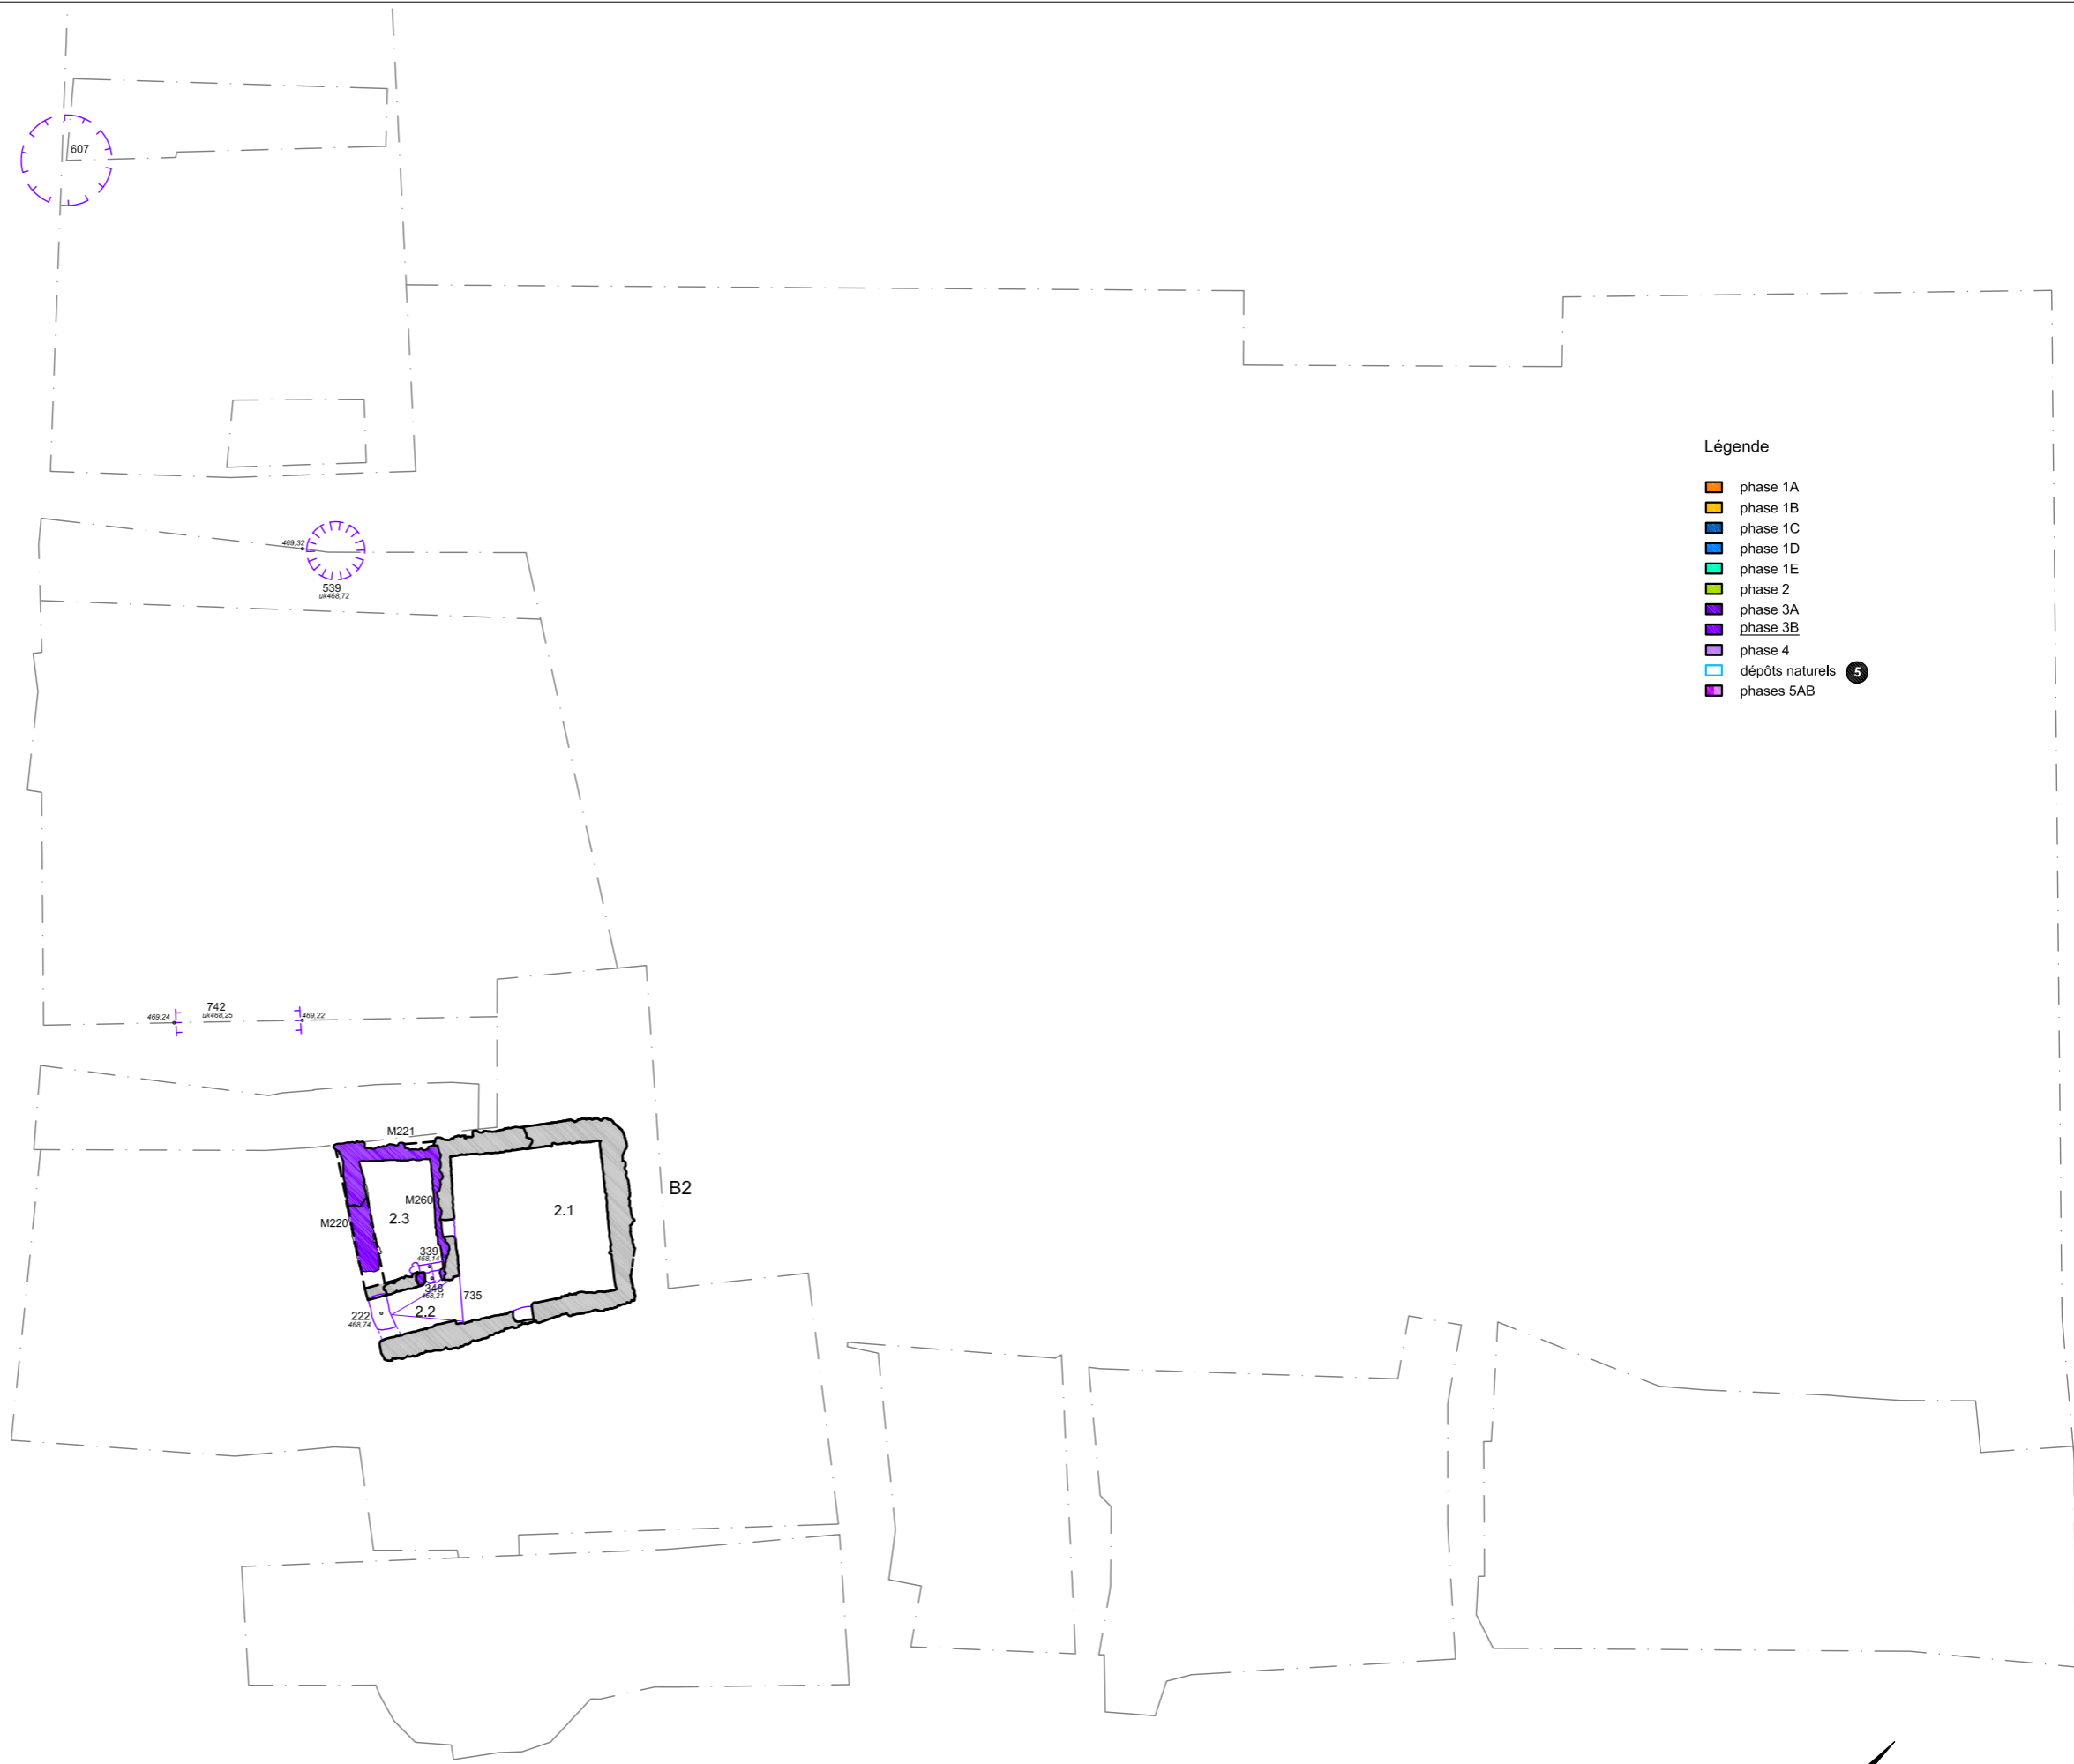 607
Légende
phase 1A
phase 1B
phase 1C
phase 1D
phase 1E
phase 2
phase 3A
phase 3B
phase 4
dépôts naturels 5
phases 5AB
469,32
539
uk468,72
742
uk468,25
469,24
469,22
M221
B2
M260
2.1
2.3
M220
339
468,14
348
468,21
735
2.2
222
468,74